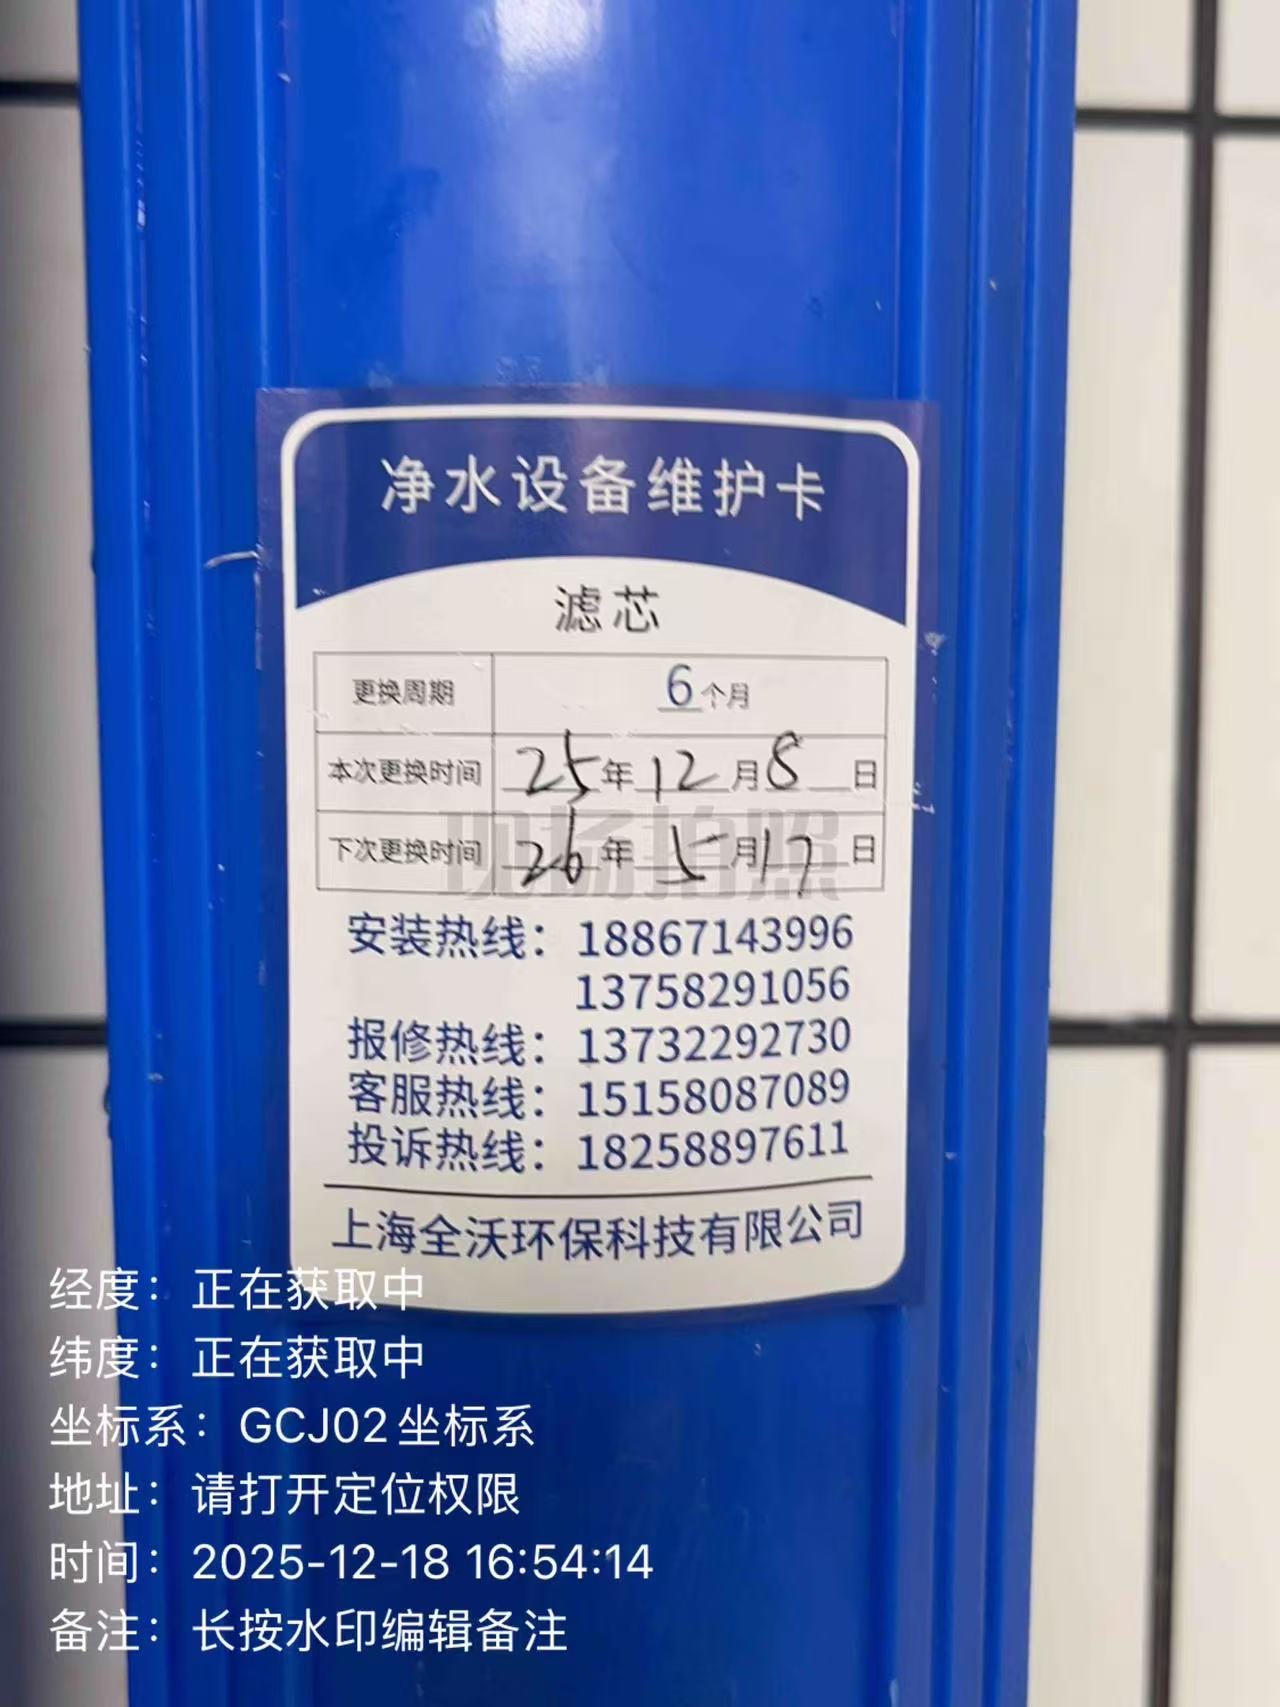 净水设备维护卡
滤芯
更换周期 6个月
本次更换时间 25年12月8日
下次更换时间 26年5月17日
现场拍照
安装热线：18867143996
13758291056
报修热线：13732292730
客服热线：15158087089
投诉热线：18258897611
上海全沃环保科技有限公司
经度：正在获取中
纬度：正在获取中
坐标系：GCJ02坐标系
地址：请打开定位权限
时间：2025-12-18 16:54:14
备注：长按水印编辑备注